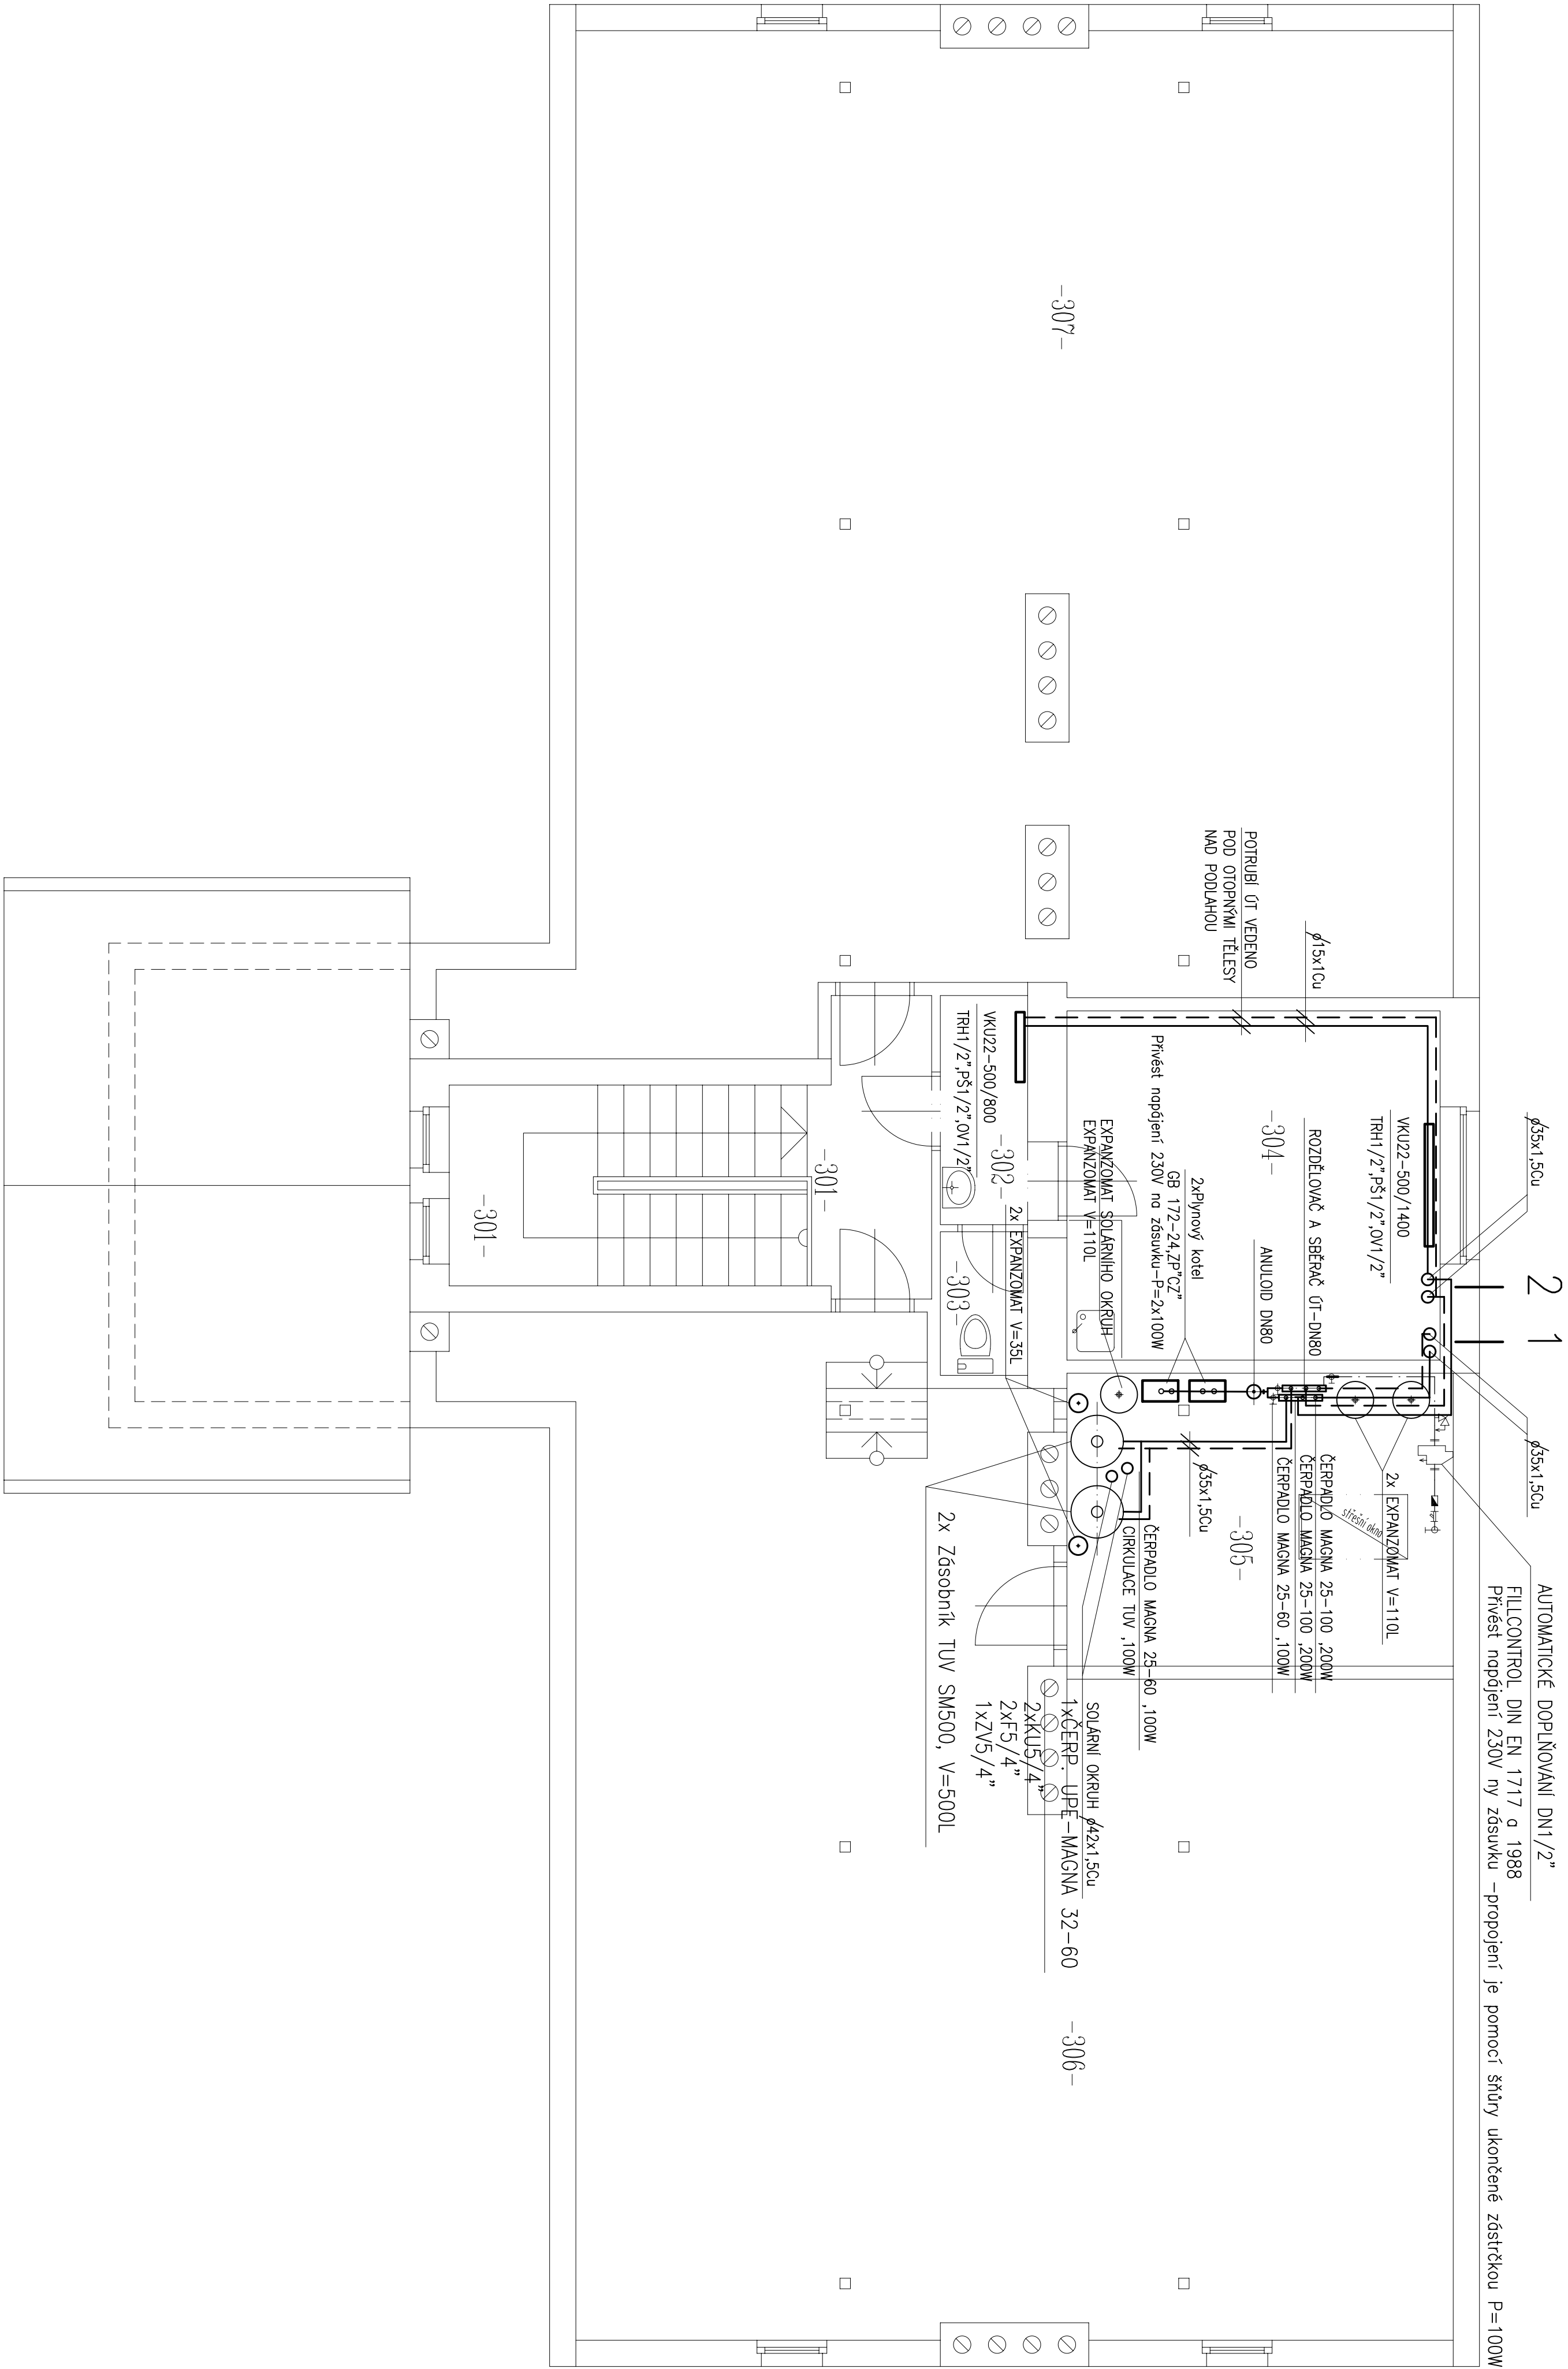 2
1
⌀35x1,5Cu
⌀35x1,5Cu
AUTOMATICKÉ DOPLŇOVÁNÍ DN1/2"
FILLCONTROL DIN EN 1717 a 1988
Přivést napájení 230V ny zásuvku -propojení je pomocí šňůry ukončené zástrčkou P=100W
⌀15x1Cu
POTRUBÍ ÚT VEDENO
POD OTOPNÝMI TĚLESY
NAD PODLAHOU
VKU22-500/1400
TRH1/2",PŠ1/2",OV1/2"
ROZDĚLOVAČ A SBĚRAČ ÚT-DN80
-304-
ANULOID DN80
2xPlynový kotel
GB 172-24,ZP"CZ"
Přivést napájení 230V na zásuvku-P=2x100W
EXPANZOMAT SOLÁRNÍHO OKRUH
EXPANZOMAT V=110L
2x EXPANZOMAT V=110L
střešní okno
ČERPADLO MAGNA 25-100 ,200W
ČERPADLO MAGNA 25-100 ,200W
ČERPADLO MAGNA 25-60 ,100W
-305-
⌀35x1,5Cu
ČERPADLO MAGNA 25-60 ,100W
CIRKULACE TUV ,100W
SOLÁRNÍ OKRUH ⌀42x1,5Cu
1xČERP. UPE-MAGNA 32-60
2xKU5/4"
2xF5/4"
1xZV5/4"
2x Zásobník TUV SM500, V=500L
2x EXPANZOMAT V=35L
-302-
VKU22-500/800
TRH1/2",PŠ1/2",OV1/2"
-303-
-301-
-301-
-307-
-306-